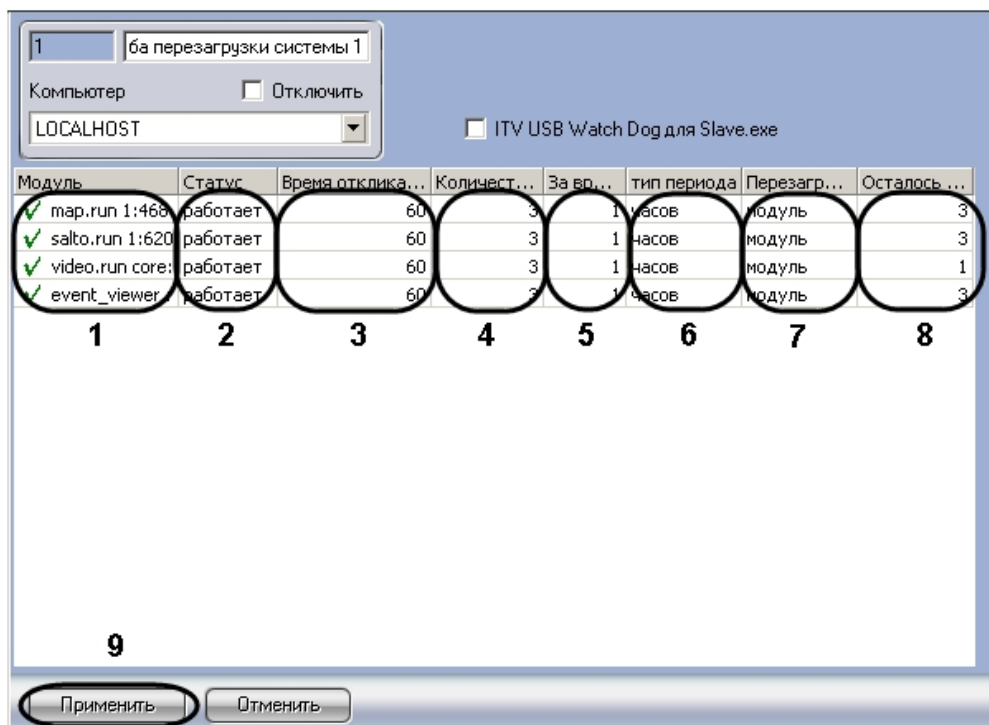 1 ба перезагрузки системы 1
Компьютер Отключить
LOCALHOST
ITV USB Watch Dog для Slave.exe
Модуль Статус Время отклика... Количест... За вр... тип периода Перезагр... Осталось ...
map.run 1:468 работает 60 3 1 часов модуль 3
salto.run 1:620 работает 60 3 1 часов модуль 3
video.run core: работает 60 3 1 часов модуль 1
event_viewer. работает 60 3 1 часов модуль 3
1 2 3 4 5 6 7 8
9
Применить Отменить